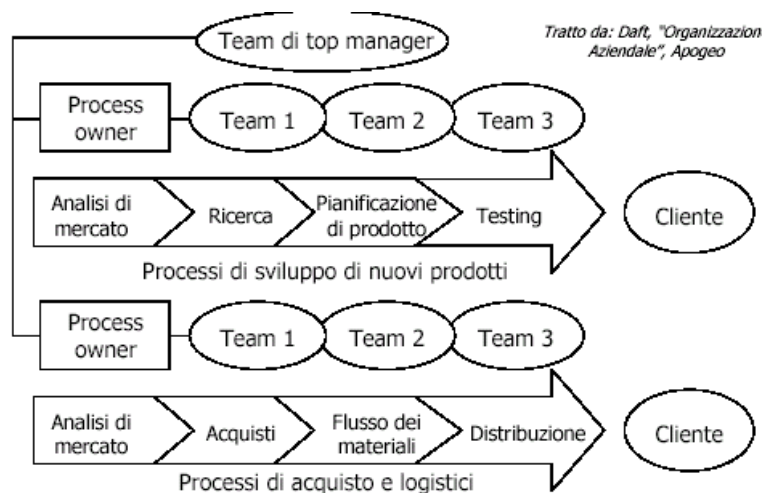 Team di top manager
Tratto da: Daft, "Organizzazion
Aziendale", Apogeo
Process
owner
Team 1
Team 2
Team 3
Analisi di
mercato
Ricerca
Pianificazione
di prodotto
Testing
Cliente
Processi di sviluppo di nuovi prodotti
Process
owner
Team 1
Team 2
Team 3
Analisi di
mercato
Acquisti
Flusso dei
materiali
Distribuzione
Cliente
Processi di acquisto e logistici